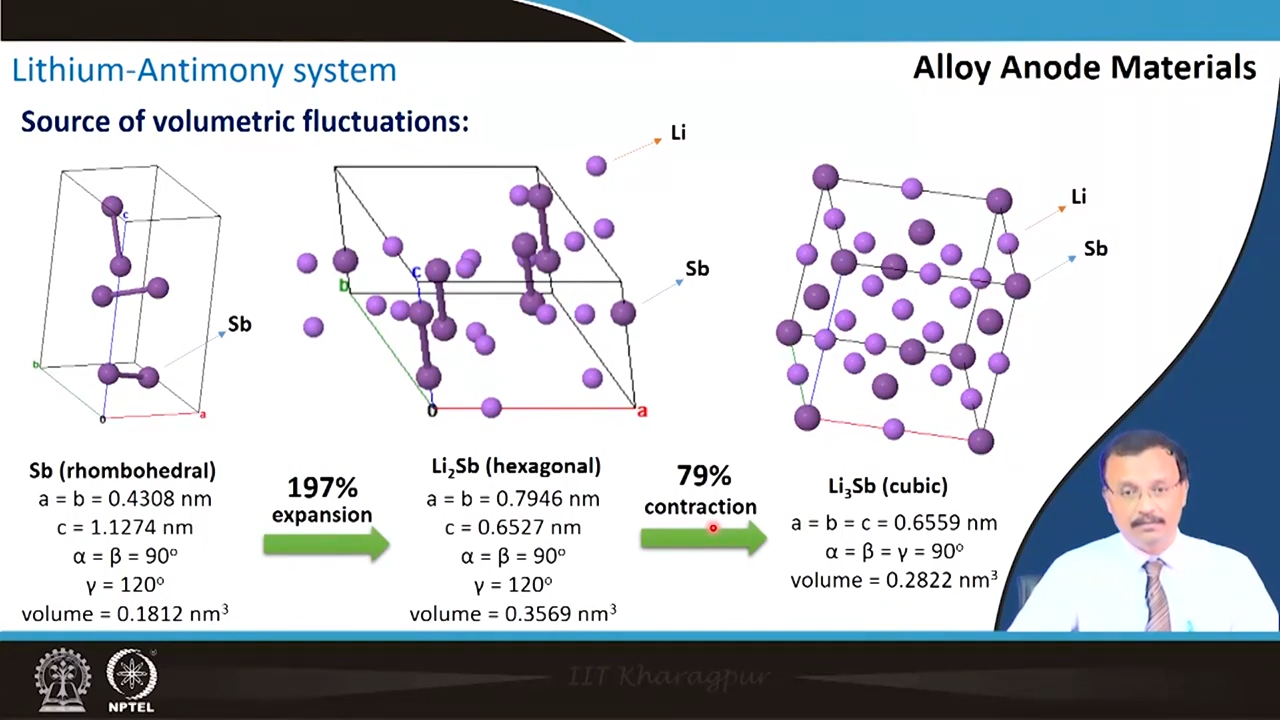 Lithium-Antimony system
Alloy Anode Materials
Source of volumetric fluctuations:
Li
Sb
c
b
a
0
Sb
c
b
0
a
Li
Sb
Sb (rhombohedral)
a = b = 0.4308 nm
c = 1.1274 nm
α = β = 90°
γ = 120°
volume = 0.1812 nm³
197%
expansion
Li₂Sb (hexagonal)
a = b = 0.7946 nm
c = 0.6527 nm
α = β = 90°
γ = 120°
volume = 0.3569 nm³
79%
contraction
Li₃Sb (cubic)
a = b = c = 0.6559 nm
α = β = γ = 90°
volume = 0.2822 nm³
NPTEL
IIT Kharagpur